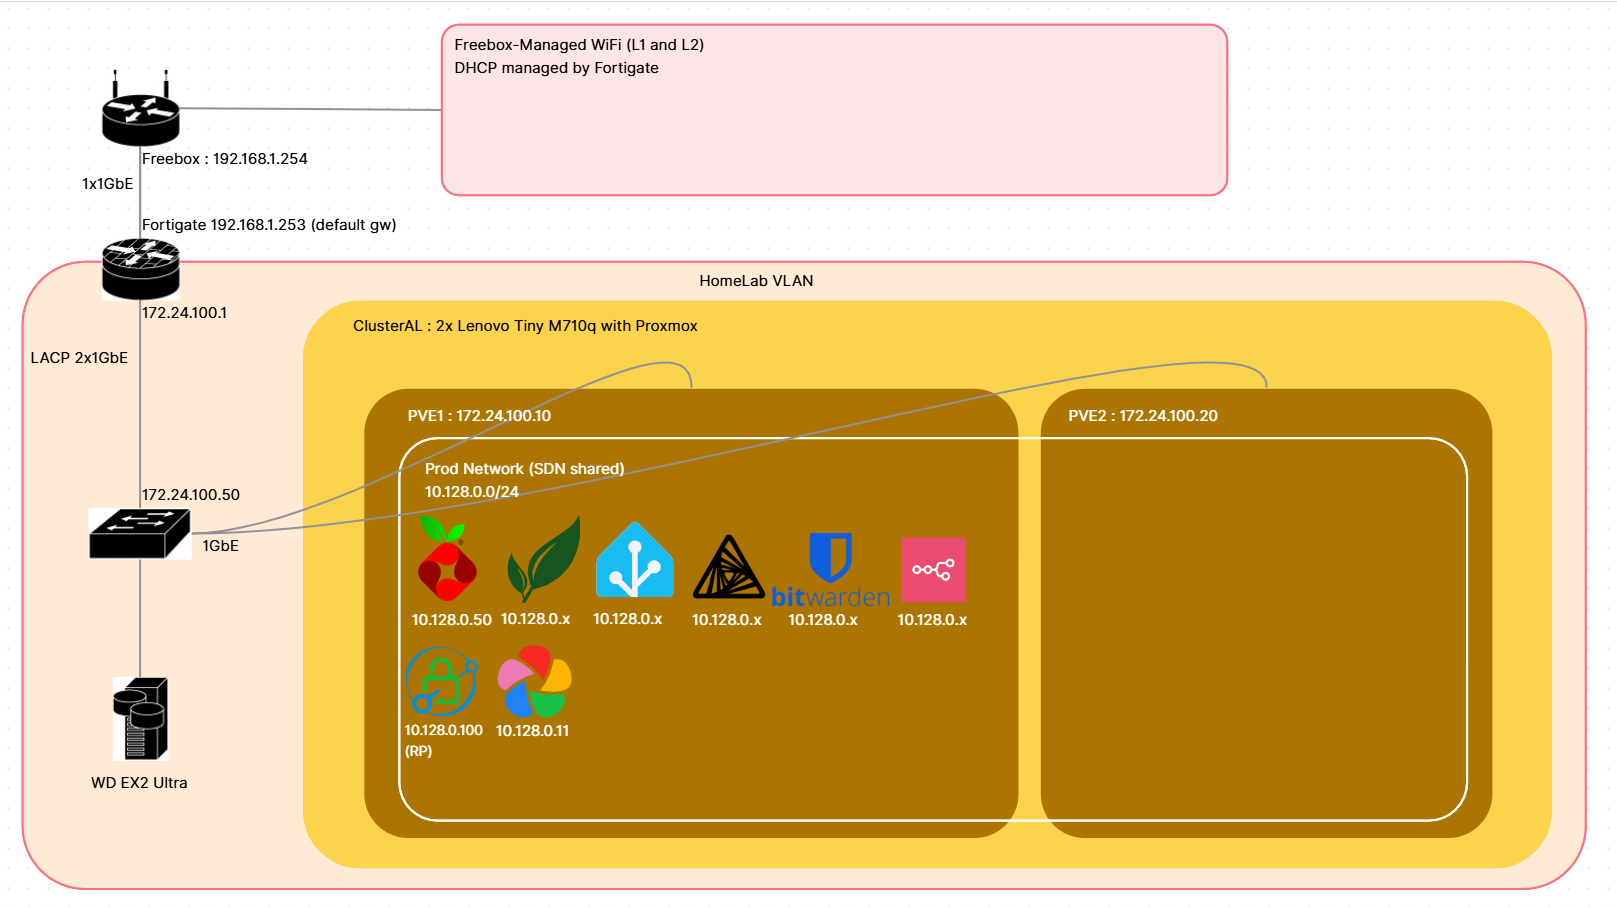 Freebox-Managed WiFi (L1 and L2)
DHCP managed by Fortigate
Freebox : 192.168.1.254
1x1GbE
Fortigate 192.168.1.253 (default gw)
HomeLab VLAN
172.24.100.1
ClusterAL : 2x Lenovo Tiny M710q with Proxmox
LACP 2x1GbE
PVE1 : 172.24.100.10
PVE2 : 172.24.100.20
Prod Network (SDN shared)
10.128.0.0/24
172.24.100.50
1GbE
bitwarden
10.128.0.50
10.128.0.x
10.128.0.x
10.128.0.x
10.128.0.x
10.128.0.x
10.128.0.100
(RP)
10.128.0.11
WD EX2 Ultra